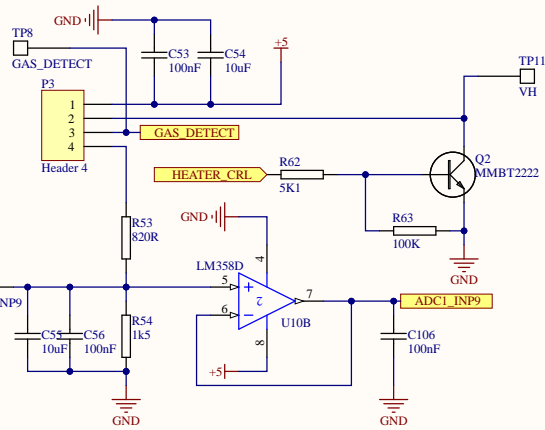 GND
TP8
GAS_DETECT
C53
100nF
C54
10uF
+5
TP11
VH
P3
1
2
3
4
Header 4
GAS_DETECT
HEATER_CRL
R62
5K1
Q2
MMBT2222
R63
100K
GND
R53
820R
GND
LM358D
4
5
6
7
2
8
U10B
+5
ADC1_INP9
NP9
C55
10uF
C56
100nF
R54
1k5
C106
100nF
GND
GND